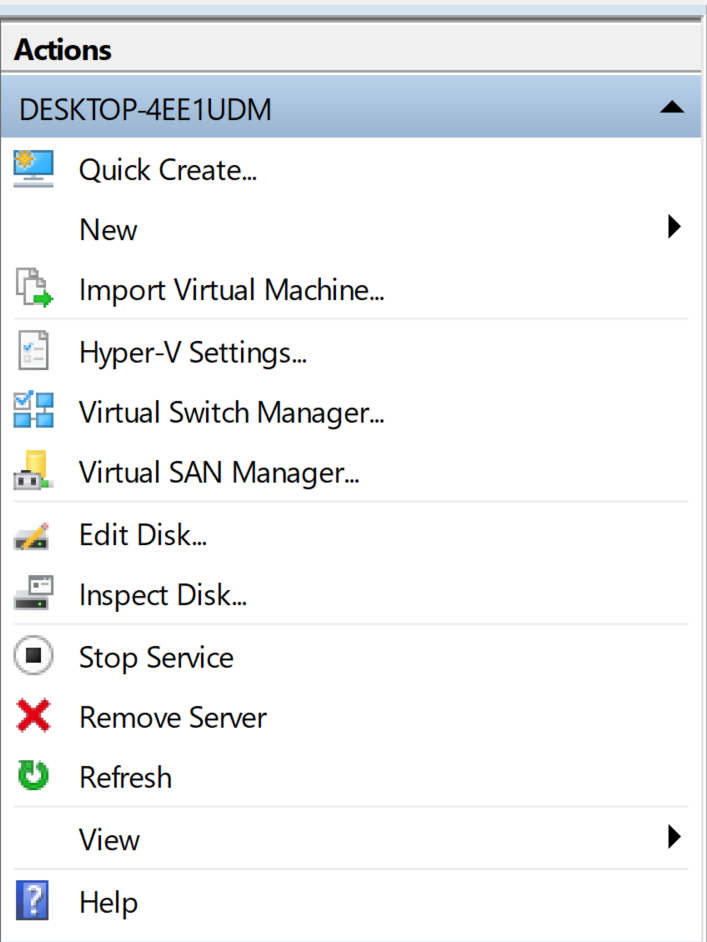 Actions
DESKTOP-4EE1UDM
Quick Create...
New
Import Virtual Machine...
Hyper-V Settings...
Virtual Switch Manager...
Virtual SAN Manager...
Edit Disk...
Inspect Disk...
Stop Service
Remove Server
Refresh
View
Help